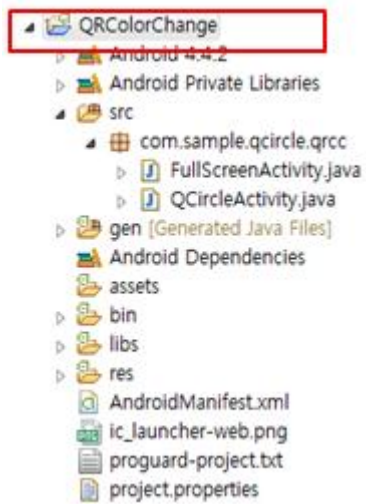 QRColorChange
Android 4.4.2
Android Private Libraries
src
com.sample.qcircle.qrcc
FullScreenActivity.java
QCircleActivity.java
gen [Generated Java Files]
Android Dependencies
assets
bin
libs
res
AndroidManifest.xml
ic_launcher-web.png
proguard-project.txt
project.properties